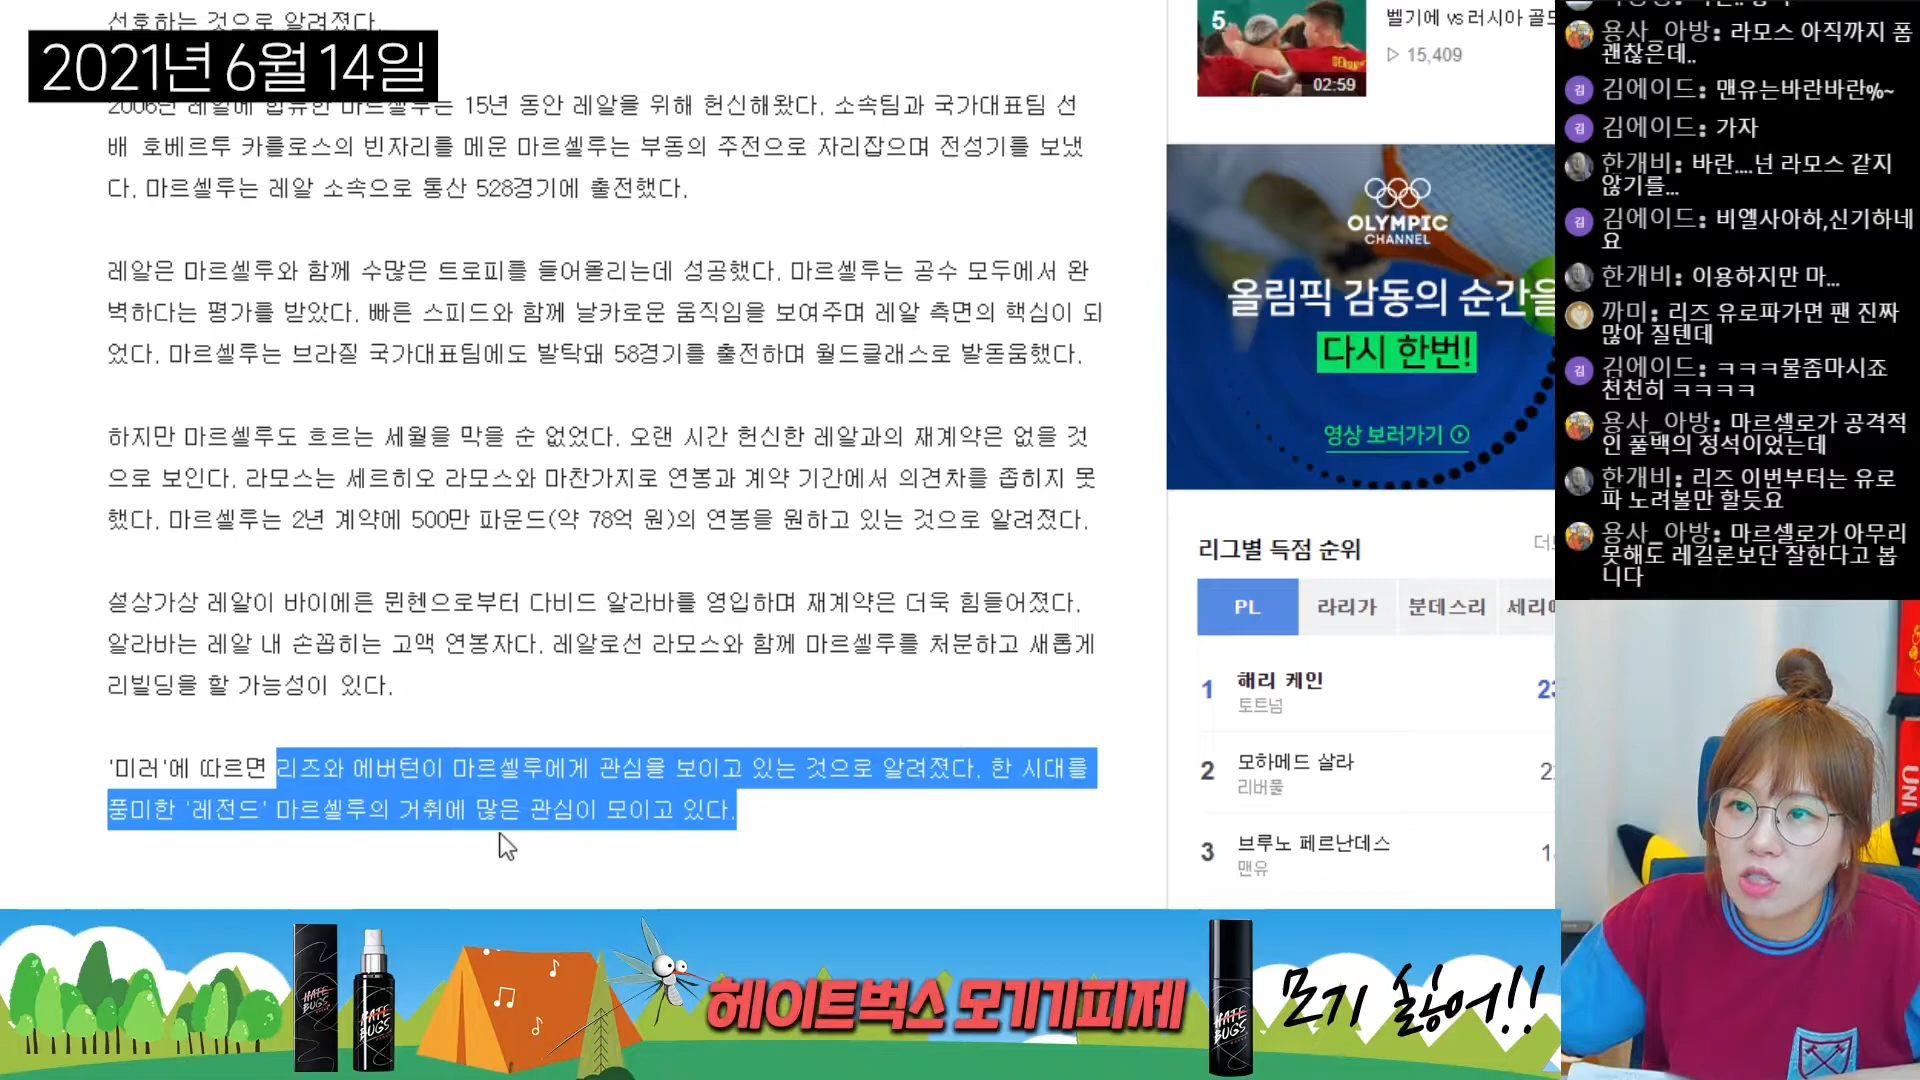 선호하는 것으로 알려졌다.
2021년 6월 14일
2006년 레알에 합류한 마르셀루는 15년 동안 레알을 위해 헌신해왔다. 소속팀과 국가대표팀 선
배 호베르투 카를로스의 빈자리를 메운 마르셀루는 부동의 주전으로 자리잡으며 전성기를 보냈
다. 마르셀루는 레알 소속으로 통산 528경기에 출전했다.
레알은 마르셀루와 함께 수많은 트로피를 들어올리는데 성공했다. 마르셀루는 공수 모두에서 완
벽하다는 평가를 받았다. 빠른 스피드와 함께 날카로운 움직임을 보여주며 레알 측면의 핵심이 되
었다. 마르셀루는 브라질 국가대표팀에도 발탁돼 58경기를 출전하며 월드클래스로 발돋움했다.
하지만 마르셀루도 흐르는 세월을 막을 순 없었다. 오랜 시간 헌신한 레알과의 재계약은 없을 것
으로 보인다. 라모스는 세르히오 라모스와 마찬가지로 연봉과 계약 기간에서 의견차를 좁히지 못
했다. 마르셀루는 2년 계약에 500만 파운드(약 78억 원)의 연봉을 원하고 있는 것으로 알려졌다.
설상가상 레알이 바이에른 뮌헨으로부터 다비드 알라바를 영입하며 재계약은 더욱 힘들어졌다.
알라바는 레알 내 손꼽히는 고액 연봉자다. 레알로선 라모스와 함께 마르셀루를 처분하고 새롭게
리빌딩을 할 가능성이 있다.
'미러'에 따르면 리즈와 에버턴이 마르셀루에게 관심을 보이고 있는 것으로 알려졌다. 한 시대를
풍미한 '레전드' 마르셀루의 거취에 많은 관심이 모이고 있다.
5
벨기에 vs 러시아
15,409
02:59
OLYMPIC
CHANNEL
올림픽 감동의 순간을
다시 한번!
영상 보러가기
리그별 득점 순위
PL 라리가 분데스리
1 해리 케인
토트넘
2 모하메드 살라
리버풀
3 브루노 페르난데스
맨유
용사_아방: 라모스 아직까지 폼
괜찮은데..
김에이드: 맨유는바란바란%~
김에이드: 가자
한개비: 바란....넌 라모스 같지
않기를...
김에이드: 비엘사아하,신기하네
요
한개비: 이용하지만 마...
까미: 리즈 유로파가면 팬 진짜
많아 질텐데
김에이드: ㅋㅋㅋ물좀마시죠
천천히 ㅋㅋㅋㅋ
용사_아방: 마르셀로가 공격적
인 풀백의 정석이었는데
한개비: 리즈 이번부터는 유로
파 노려볼만 할듯요
용사_아방: 마르셀로가 아무리
못해도 레길론보단 잘한다고 봅
니다
HATE
BUGS
HATE
BUGS
헤이트벅스 모기기피제
HATE
BUGS
모기 싫어!!